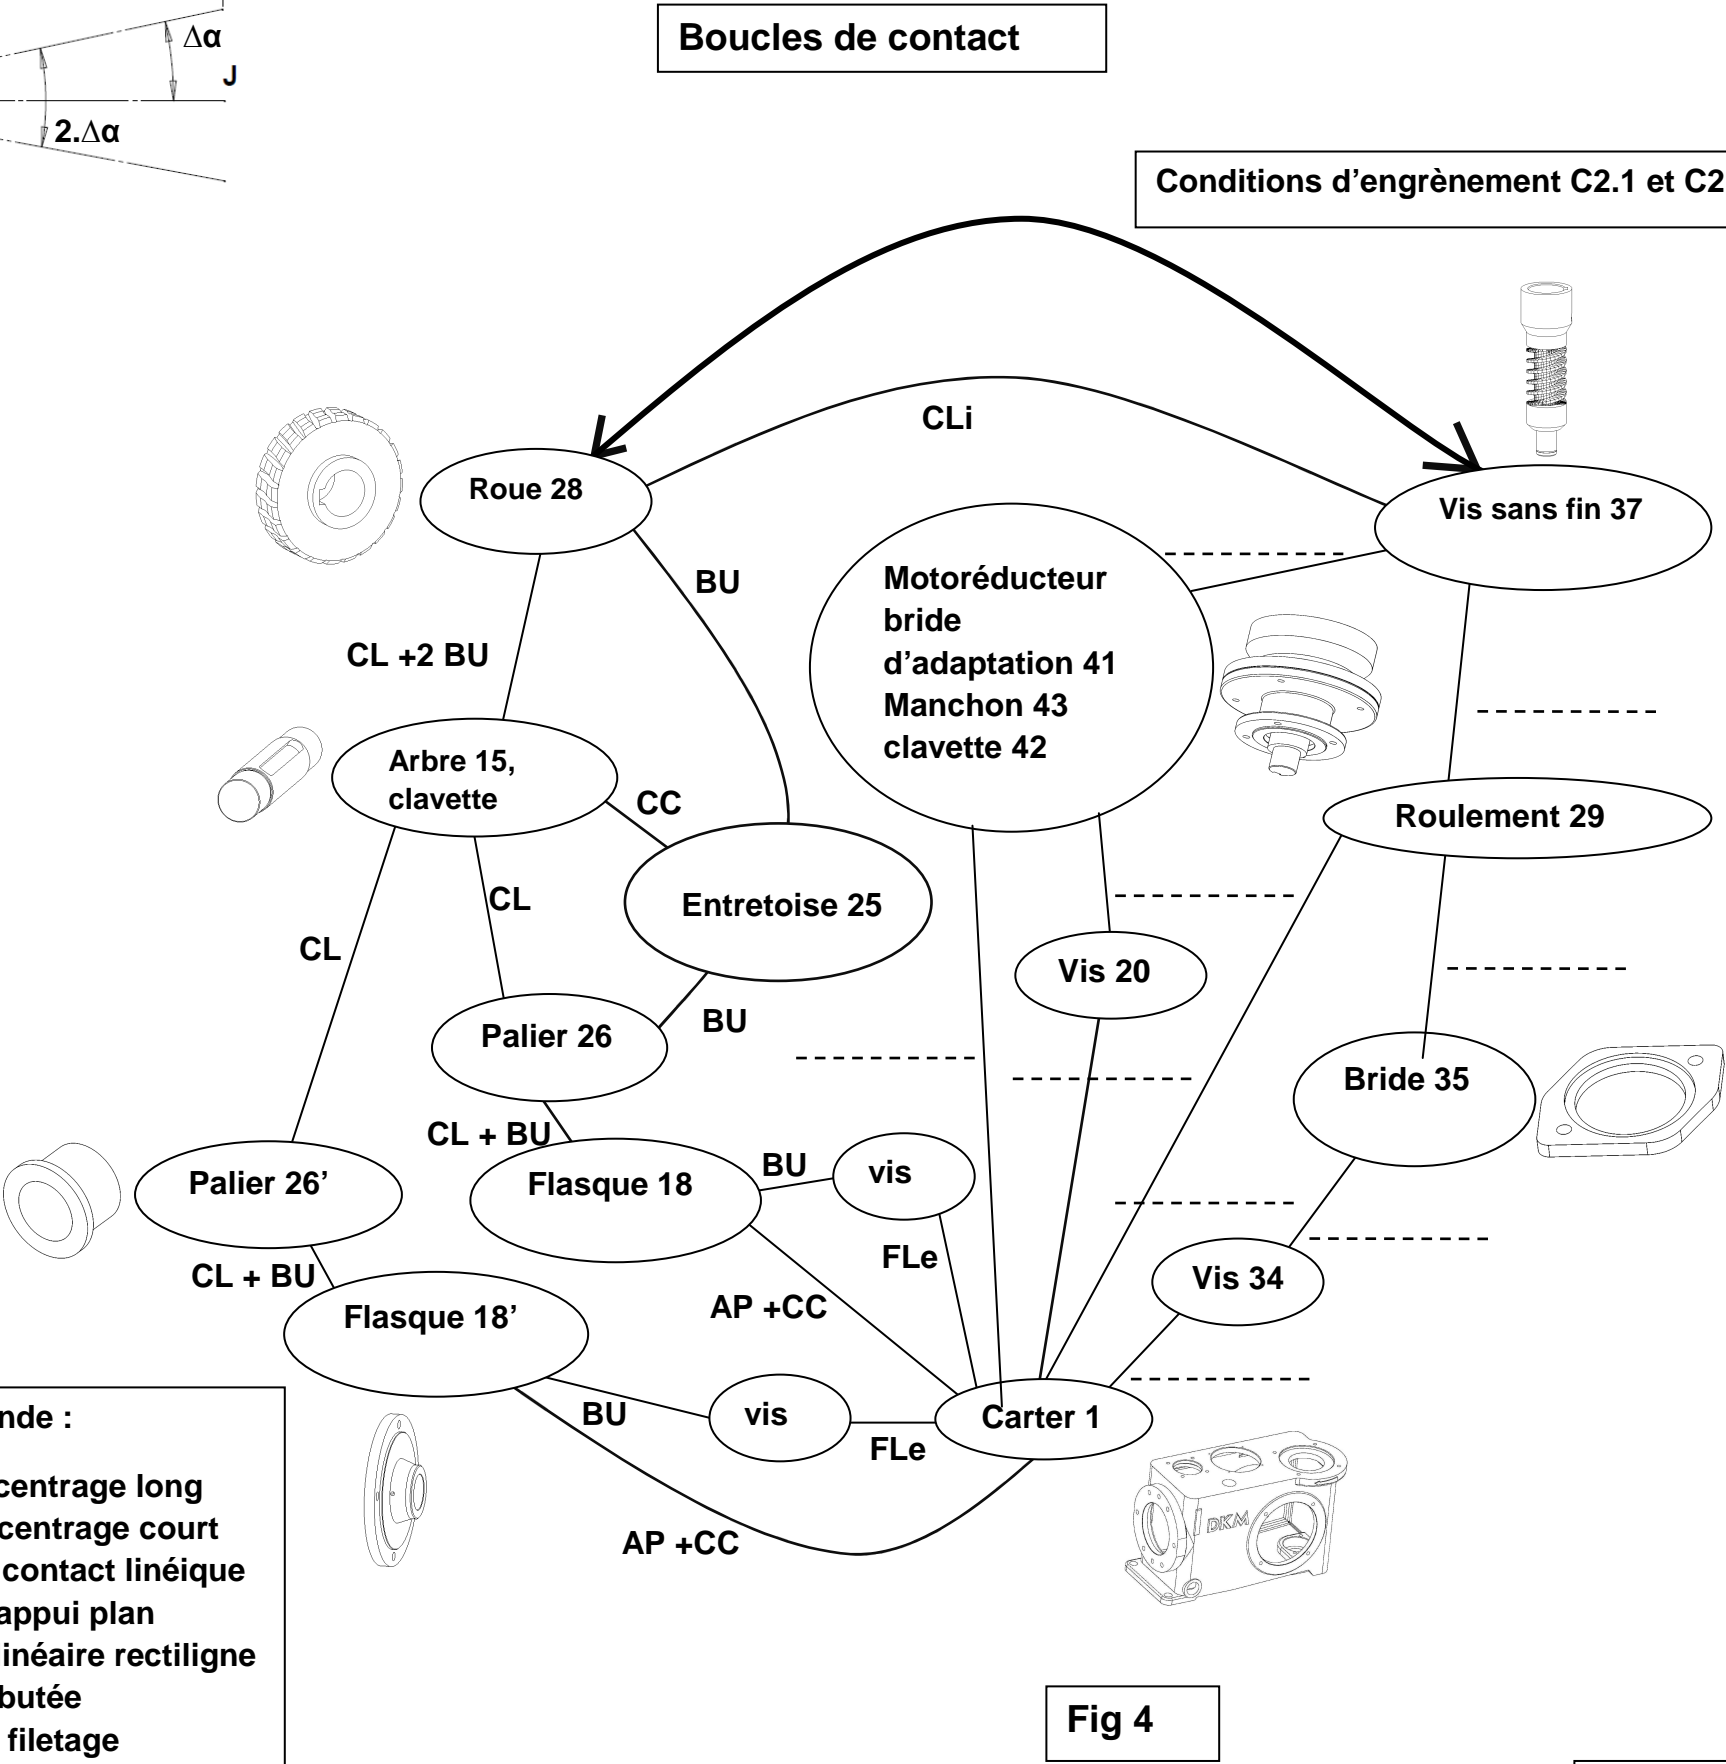 Δα
J
2.Δα
Boucles de contact
Conditions d’engrènement C2.1 et C2
CLi
Roue 28
Vis sans fin 37
BU
Motoréducteur
bride
d’adaptation 41
Manchon 43
clavette 42
CL +2 BU
Arbre 15,
clavette
CC
Roulement 29
CL
Entretoise 25
CL
Vis 20
BU
Palier 26
Bride 35
CL + BU
BU
vis
Palier 26’
Flasque 18
FLe
CL + BU
Vis 34
AP +CC
Flasque 18’
BU
vis
FLe
Carter 1
AP +CC
DKM
nde :
centrage long
centrage court
contact linéique
appui plan
inéaire rectiligne
butée
filetage
Fig 4